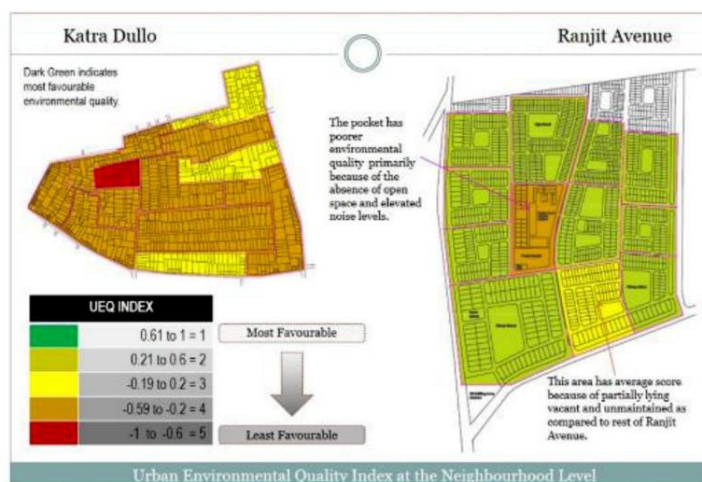 Katra Dullo
Ranjit Avenue
Dark Green indicates
most favourable
environmental quality.
The pocket has
poorer
environmental
quality primarily
because of the
absence of open
space and elevated
noise levels.
UEQ INDEX
0.61 to 1 = 1
0.21 to 0.6 = 2
-0.19 to 0.2 = 3
-0.59 to -0.2 = 4
-1 to -0.6 = 5
Most Favourable
Least Favourable
This area has average score
because of partially lying
vacant and unmaintained as
compared to rest of Ranjit
Avenue.
Urban Environmental Quality Index at the Neighbourhood Level